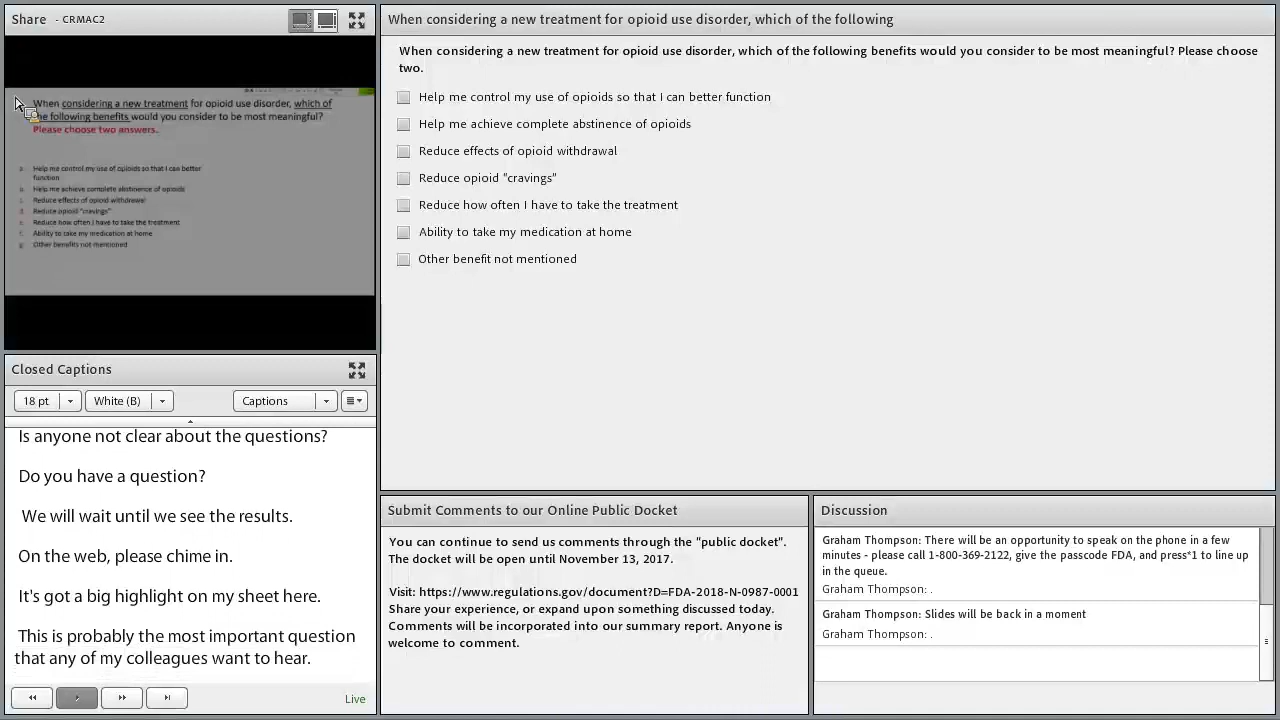 Share - CRMAC2
When considering a new treatment for opioid use disorder, which of
the following benefits would you consider to be most meaningful?
Please choose two answers.
a. Help me control my use of opioids so that I can better
function
b. Help me achieve complete abstinence of opioids
c. Reduce effects of opioid withdrawal
d. Reduce opioid "cravings"
e. Reduce how often I have to take the treatment
f. Ability to take my medication at home
g. Other benefits not mentioned
When considering a new treatment for opioid use disorder, which of the following
When considering a new treatment for opioid use disorder, which of the following benefits would you consider to be most meaningful? Please choose
two.
Help me control my use of opioids so that I can better function
Help me achieve complete abstinence of opioids
Reduce effects of opioid withdrawal
Reduce opioid "cravings"
Reduce how often I have to take the treatment
Ability to take my medication at home
Other benefit not mentioned
Closed Captions
18 pt White (B) Captions
Is anyone not clear about the questions?
Do you have a question?
We will wait until we see the results.
On the web, please chime in.
It's got a big highlight on my sheet here.
This is probably the most important question
that any of my colleagues want to hear.
Live
Submit Comments to our Online Public Docket
You can continue to send us comments through the "public docket".
The docket will be open until November 13, 2017.
Visit: https://www.regulations.gov/document?D=FDA-2018-N-0987-0001
Share your experience, or expand upon something discussed today.
Comments will be incorporated into our summary report. Anyone is
welcome to comment.
Discussion
Graham Thompson: There will be an opportunity to speak on the phone in a few
minutes - please call 1-800-369-2122, give the passcode FDA, and press*1 to line up
in the queue.
Graham Thompson: .
Graham Thompson: Slides will be back in a moment
Graham Thompson: .